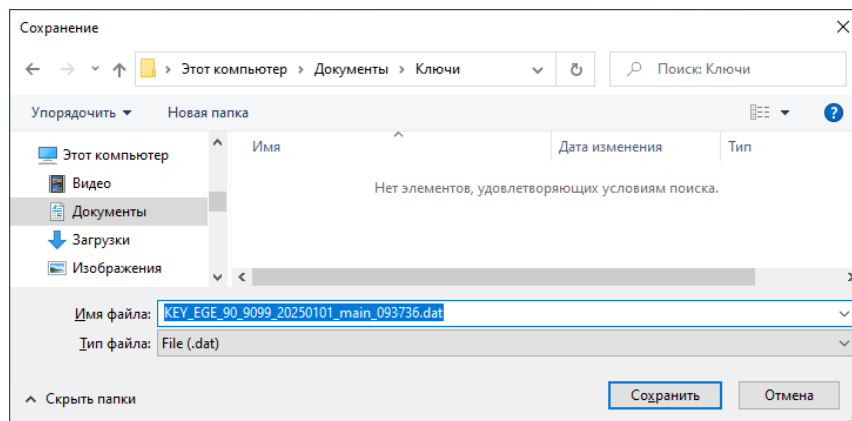 Сохранение
Этот компьютер › Документы › Ключи
Поиск: Ключи
Упорядочить
Новая папка
?
Имя
Дата изменения
Тип
Этот компьютер
Видео
Документы
Загрузки
Изображения
Нет элементов, удовлетворяющих условиям поиска.
Имя файла: KEY_EGE_90_9099_20250101_main_093736.dat
Тип файла: File (.dat)
Скрыть папки
Сохранить
Отмена